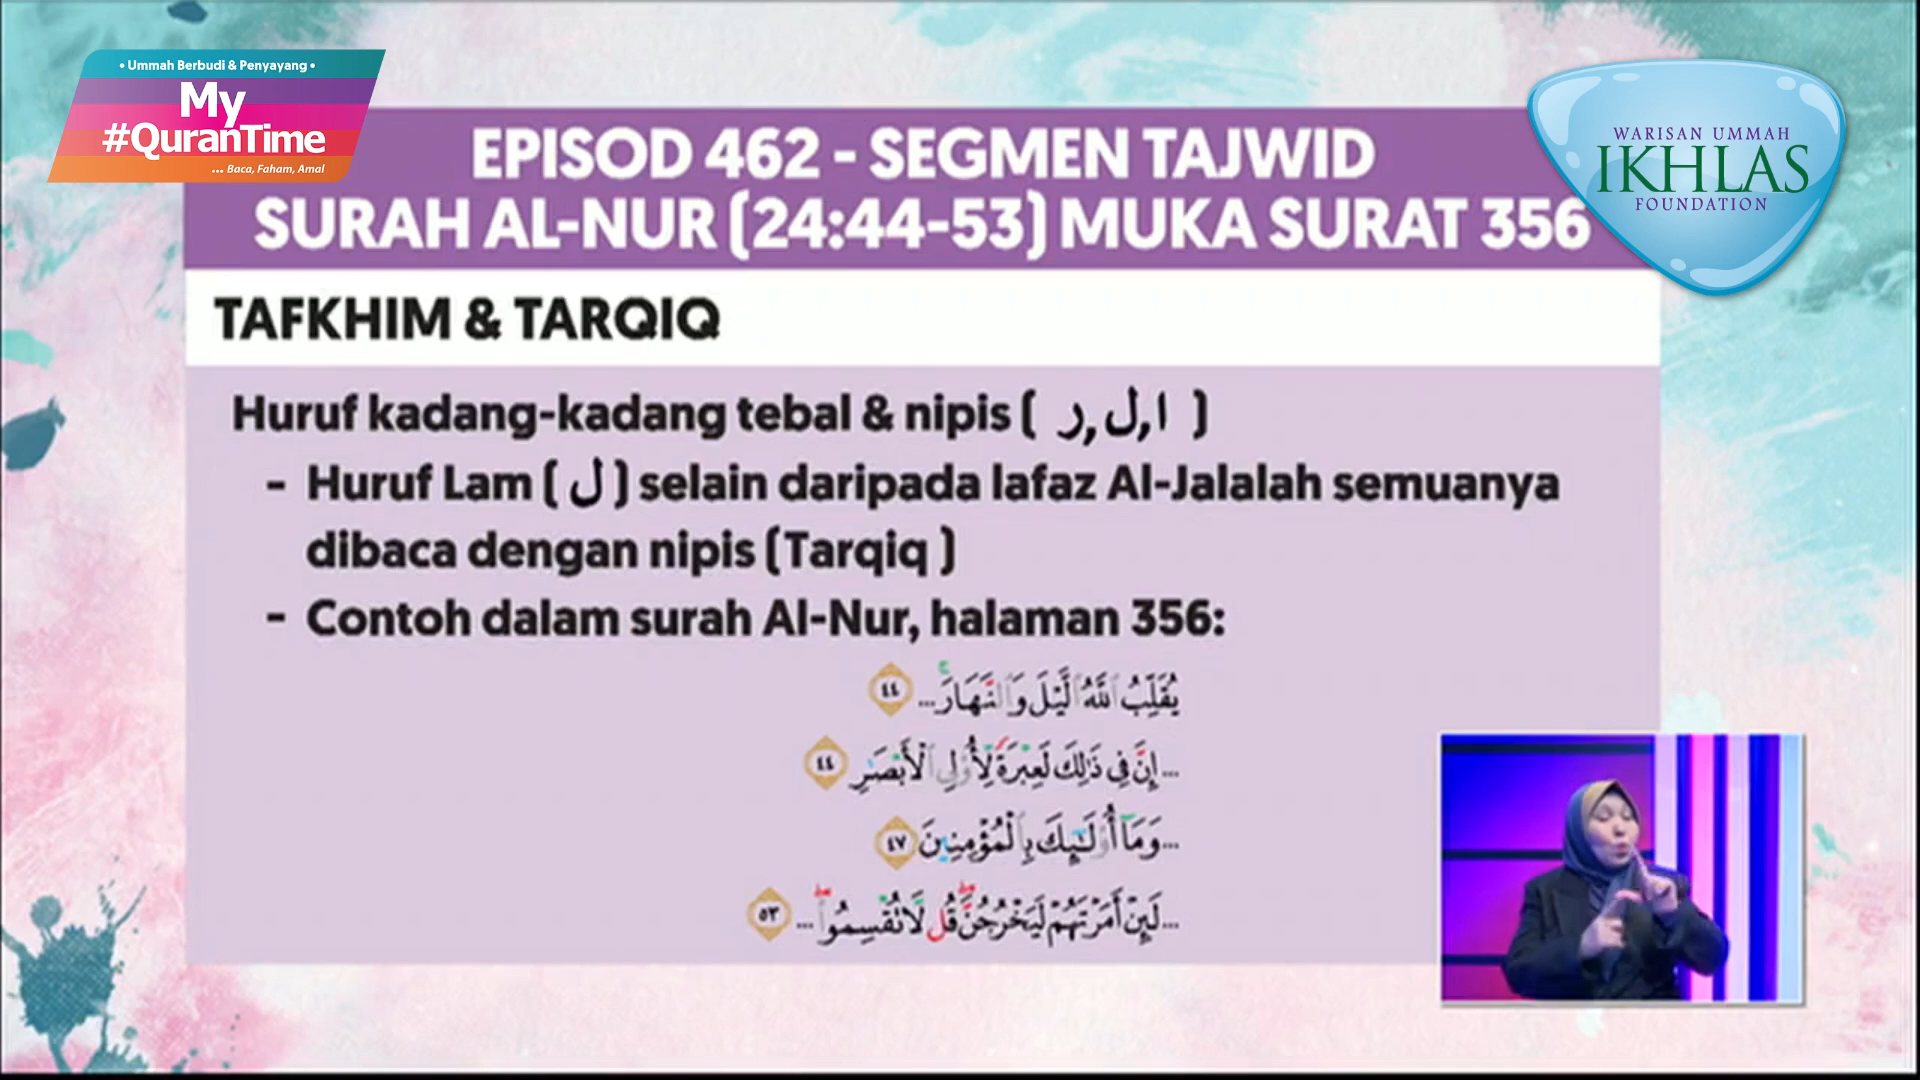 • Ummah Berbudi & Penyayang •
My
#QuranTime
... Baca, Faham, Amal
WARISAN UMMAH
IKHLAS
FOUNDATION
EPISOD 462 - SEGMEN TAJWID
SURAH AL-NUR (24:44-53) MUKA SURAT 356
TAFKHIM & TARQIQ
Huruf kadang-kadang tebal & nipis ( ا,ل,ر )
- Huruf Lam ( ل ) selain daripada lafaz Al-Jalalah semuanya
dibaca dengan nipis (Tarqiq )
- Contoh dalam surah Al-Nur, halaman 356:
يُقَلِّبُ ٱللَّهُ ٱلَّيْلَ وَٱلنَّهَارَۚ... ٤٤
...إِنَّ فِى ذَٰلِكَ لَعِبْرَةً لِّأُو۟لِى ٱلْأَبْصَٰرِ ٤٤
...وَمَآ أُو۟لَٰٓئِكَ بِٱلْمُؤْمِنِينَ ٤٧
...لَئِنْ أَمَرْتَهُمْ لَيَخْرُجُنَّۖ قُل لَّا تُقْسِمُوا۟ۖ... ٥٣